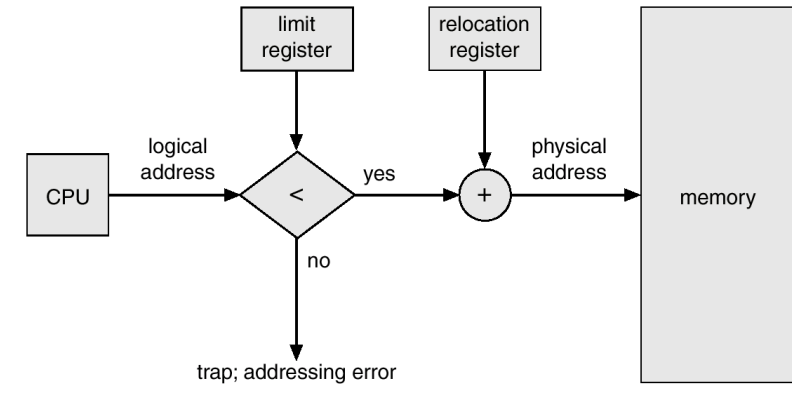 limit
register
relocation
register
logical
address
physical
address
CPU
<
yes
+
memory
no
trap; addressing error